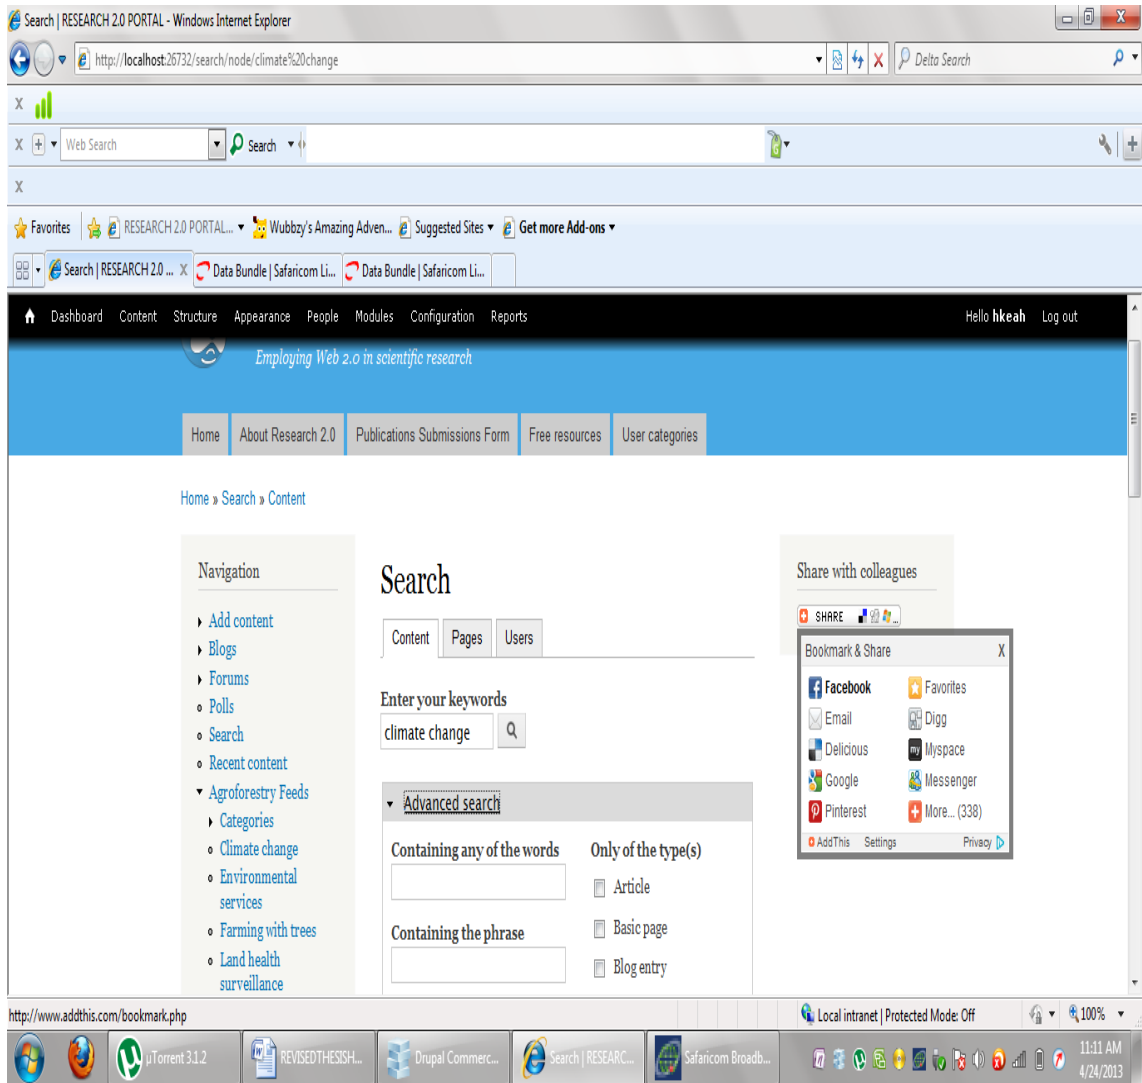 Search | RESEARCH 2.0 PORTAL - Windows Internet Explorer
http://localhost:26732/search/node/climate%20change
Delta Search
X
X Web Search Search
X
Favorites RESEARCH 2.0 PORTAL... Wubbzy's Amazing Adven... Suggested Sites Get more Add-ons
Search | RESEARCH 2.0 ... X Data Bundle | Safaricom Li... Data Bundle | Safaricom Li...
Dashboard Content Structure Appearance People Modules Configuration Reports Hello hkeah Log out
Employing Web 2.0 in scientific research
Home About Research 2.0 Publications Submissions Form Free resources User categories
Home » Search » Content
Navigation
Add content
Blogs
Forums
Polls
Search
Recent content
Agroforestry Feeds
Categories
Climate change
Environmental
services
Farming with trees
Land health
surveillance
Search
Content Pages Users
Enter your keywords
climate change
Advanced search
Containing any of the words
Containing the phrase
Only of the type(s)
Article
Basic page
Blog entry
Share with colleagues
SHARE ...
Bookmark & Share X
Facebook Favorites
Email Digg
Delicious my Myspace
Google Messenger
Pinterest More... (338)
AddThis Settings Privacy
http://www.addthis.com/bookmark.php
Local intranet | Protected Mode: Off 100%
µTorrent 3.1.2 REVISEDTHESISH... Drupal Commerc... Search | RESEARC... Safaricom Broadb...
11:11 AM
4/24/2013